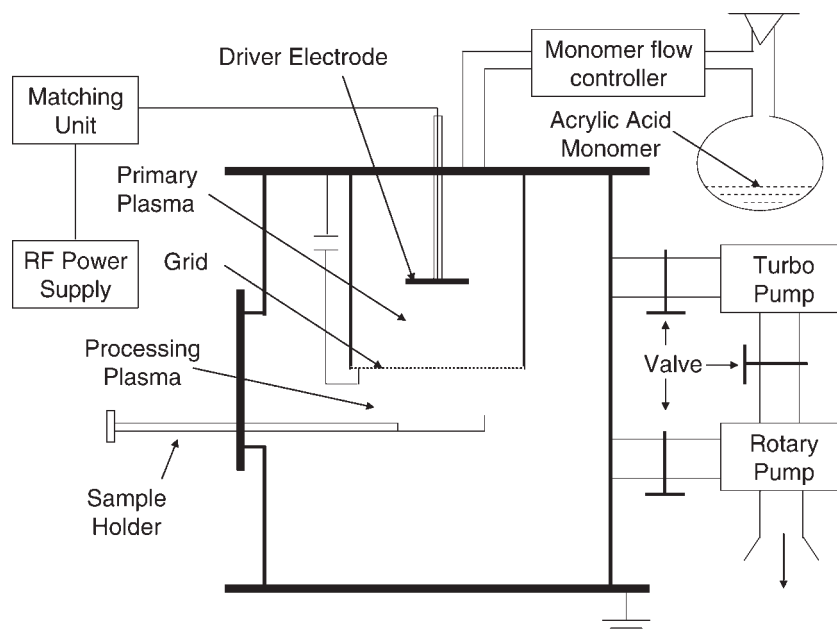 Driver Electrode
Monomer flow
controller
Matching
Unit
Acrylic Acid
Monomer
Primary
Plasma
RF Power
Supply
Grid
Turbo
Pump
Processing
Plasma
Valve
Rotary
Pump
Sample
Holder